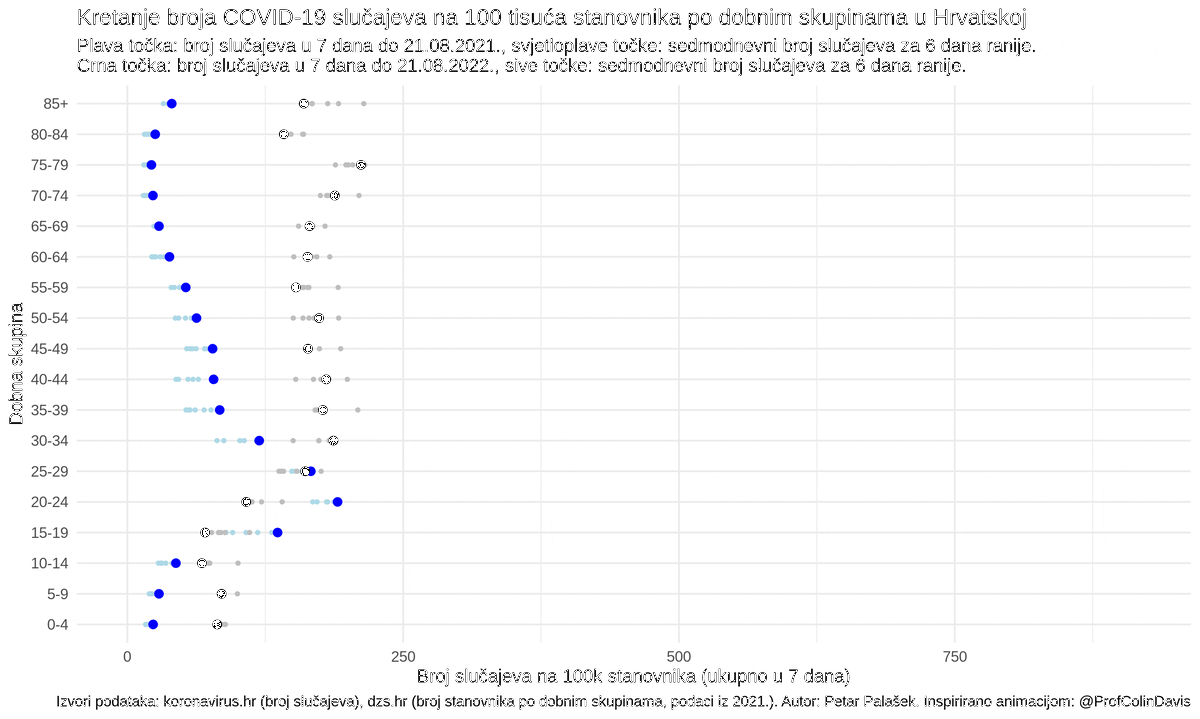 Kretanje broja COVID-19 slučajeva na 100 tisuća stanovnika po dobnim skupinama u Hrvatskoj
Plava točka: broj slučajeva u 7 dana do 21.08.2021., svjetloplave točke: sedmodnevni broj slučajeva za 6 dana ranije.
Crna točka: broj slučajeva u 7 dana do 21.08.2022., sive točke: sedmodnevni broj slučajeva za 6 dana ranije.
Dobna skupina
85+
80-84
75-79
70-74
65-69
60-64
55-59
50-54
45-49
40-44
35-39
30-34
25-29
20-24
15-19
10-14
5-9
0-4
0 250 500 750
Broj slučajeva na 100k stanovnika (ukupno u 7 dana)
Izvori podataka: koronavirus.hr (broj slučajeva), dzs.hr (broj stanovnika po dobnim skupinama, podaci iz 2021.). Autor: Petar Palašek. Inspirirano animacijom: @ProfColinDavis